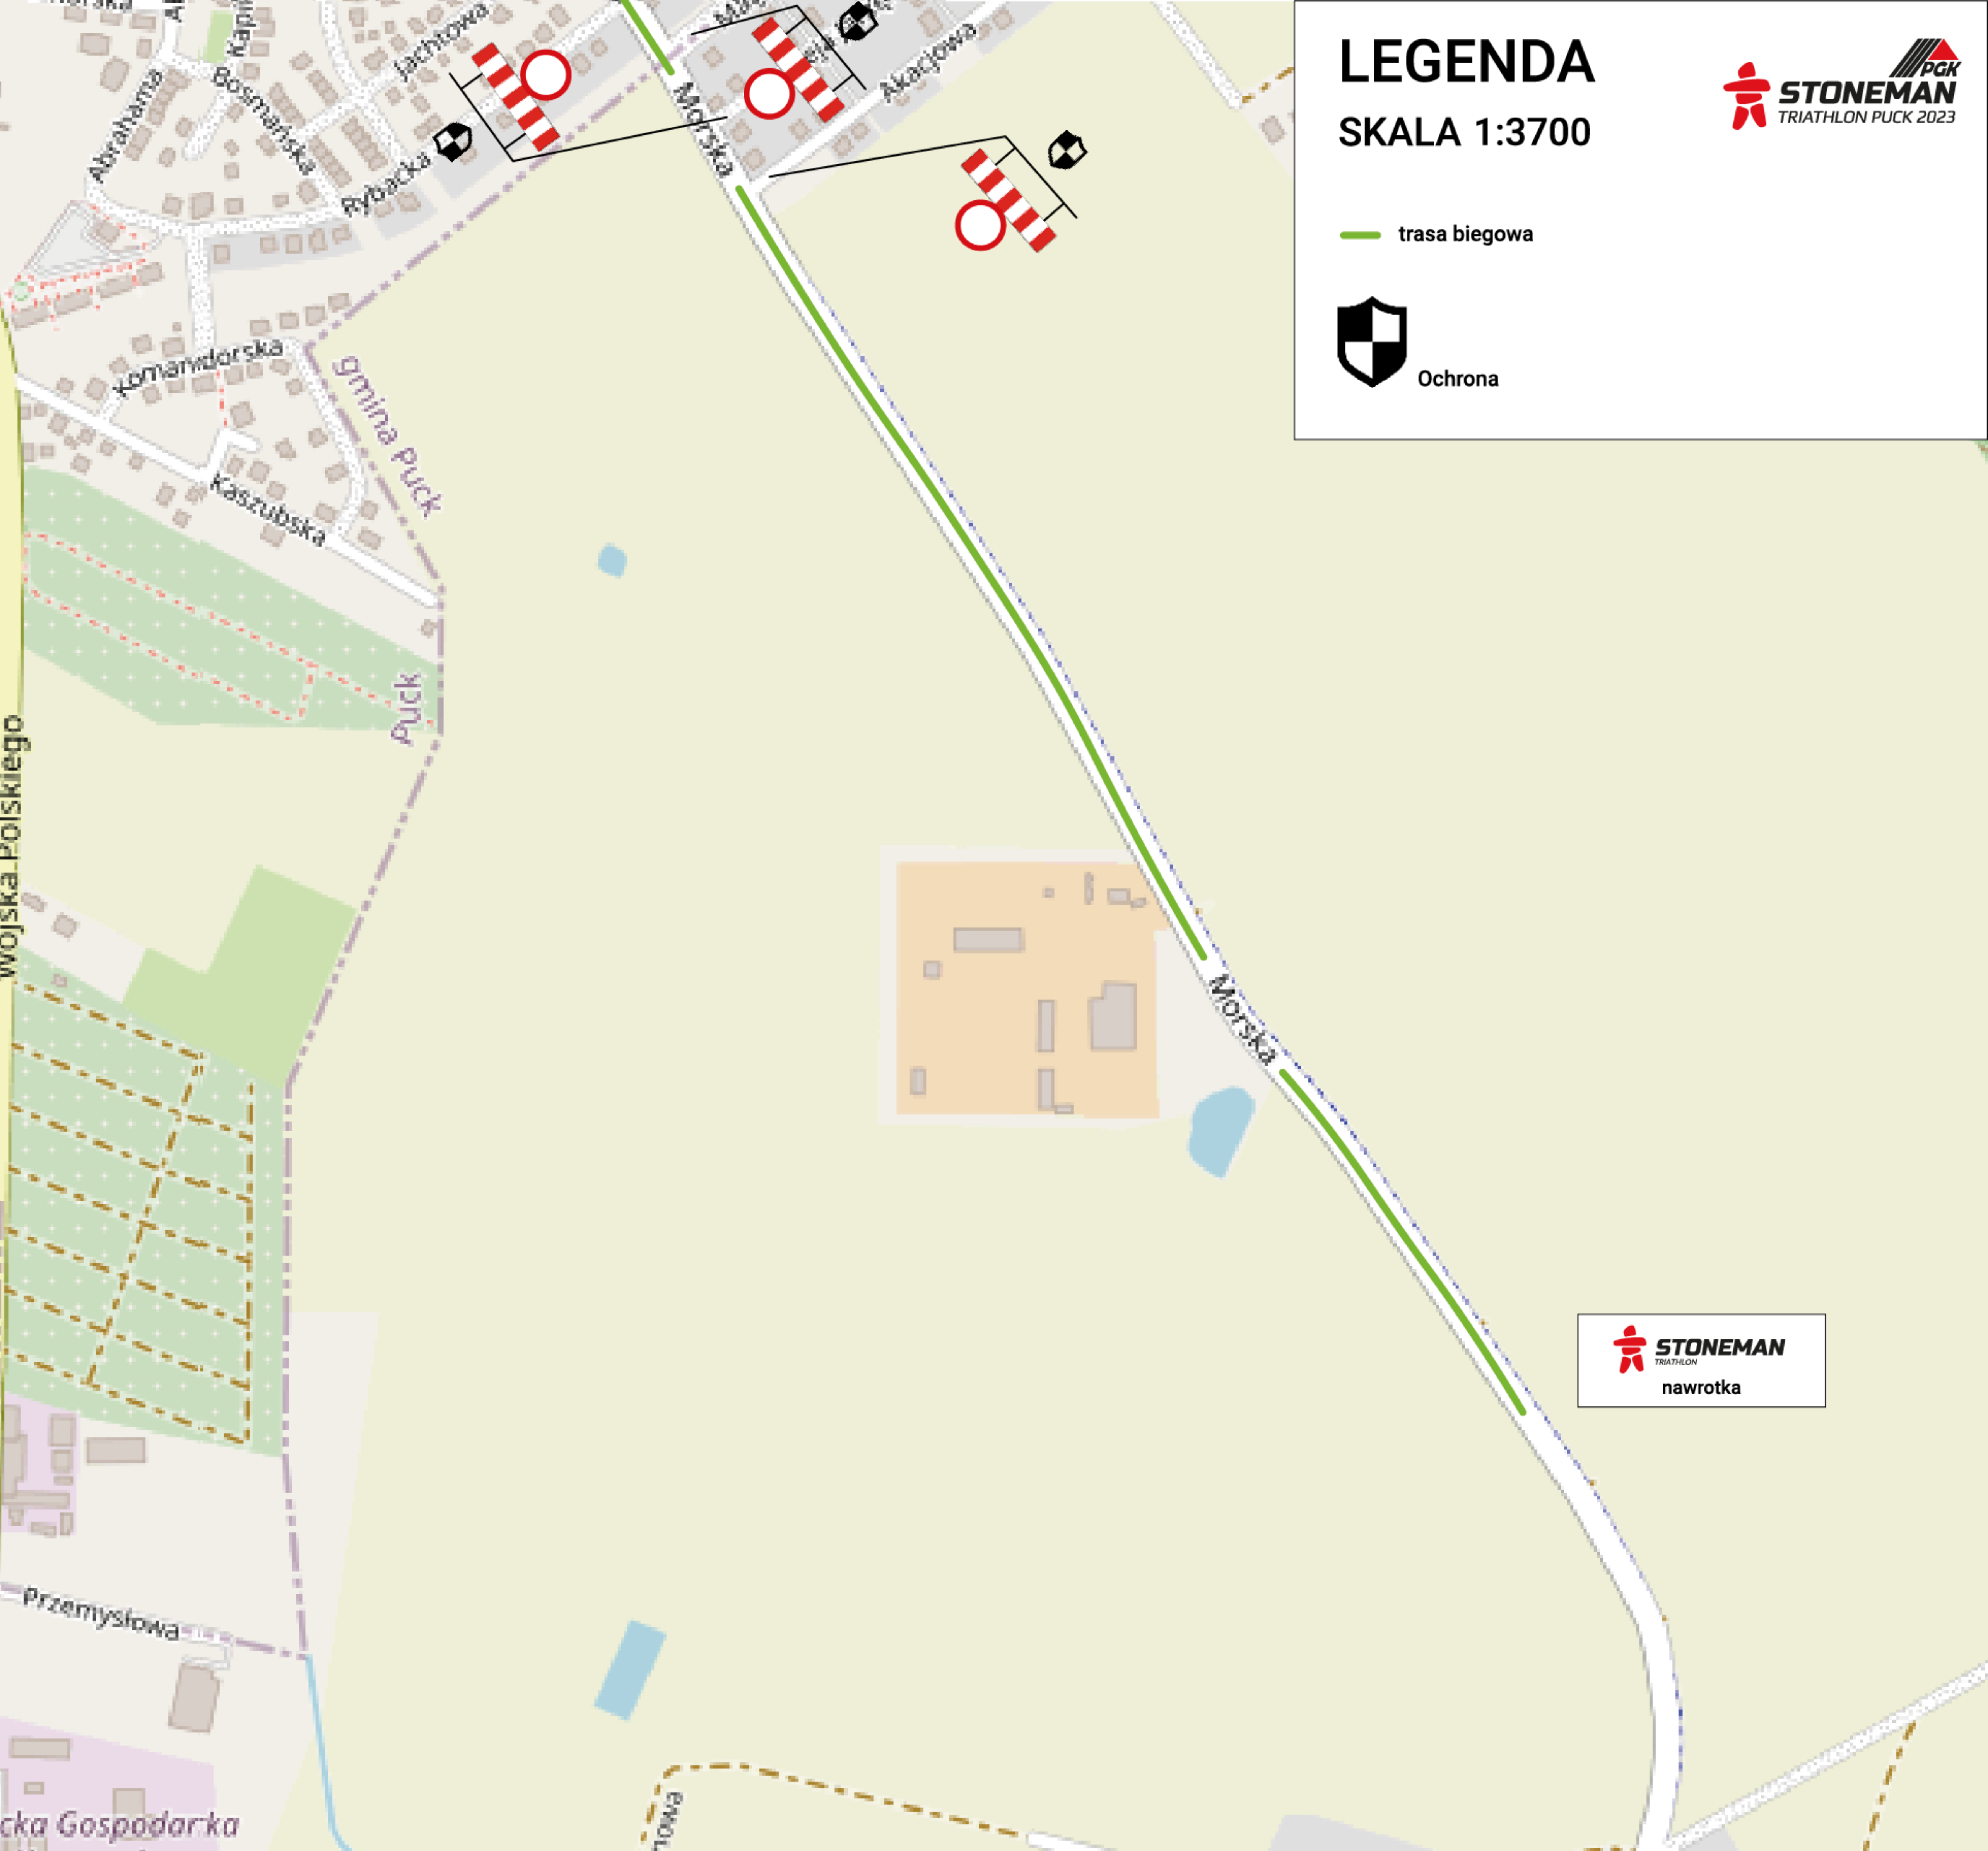 LEGENDA
SKALA 1:3700
PGK
STONEMAN
TRIATHLON PUCK 2023
trasa biegowa
Ochrona
Jachtowa
Abrahama
Bosmańska
Rybacka
Morska
Akacjowa
Komandorska
gmina Puck
Kaszubska
Puck
Wojska Polskiego
Morska
STONEMAN
TRIATHLON
nawrotka
Przemysłowa
cka Gospodarka